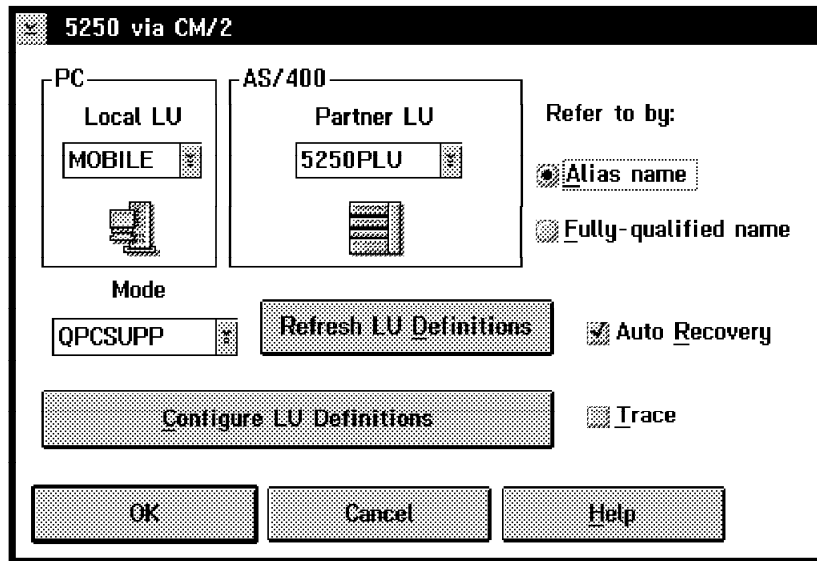 5250 via CM/2
PC
AS/400
Local LU
Partner LU
Refer to by:
MOBILE
5250PLU
Alias name
Fully-qualified name
Mode
QPCSUPP
Refresh LU Definitions
Auto Recovery
Configure LU Definitions
Trace
OK
Cancel
Help